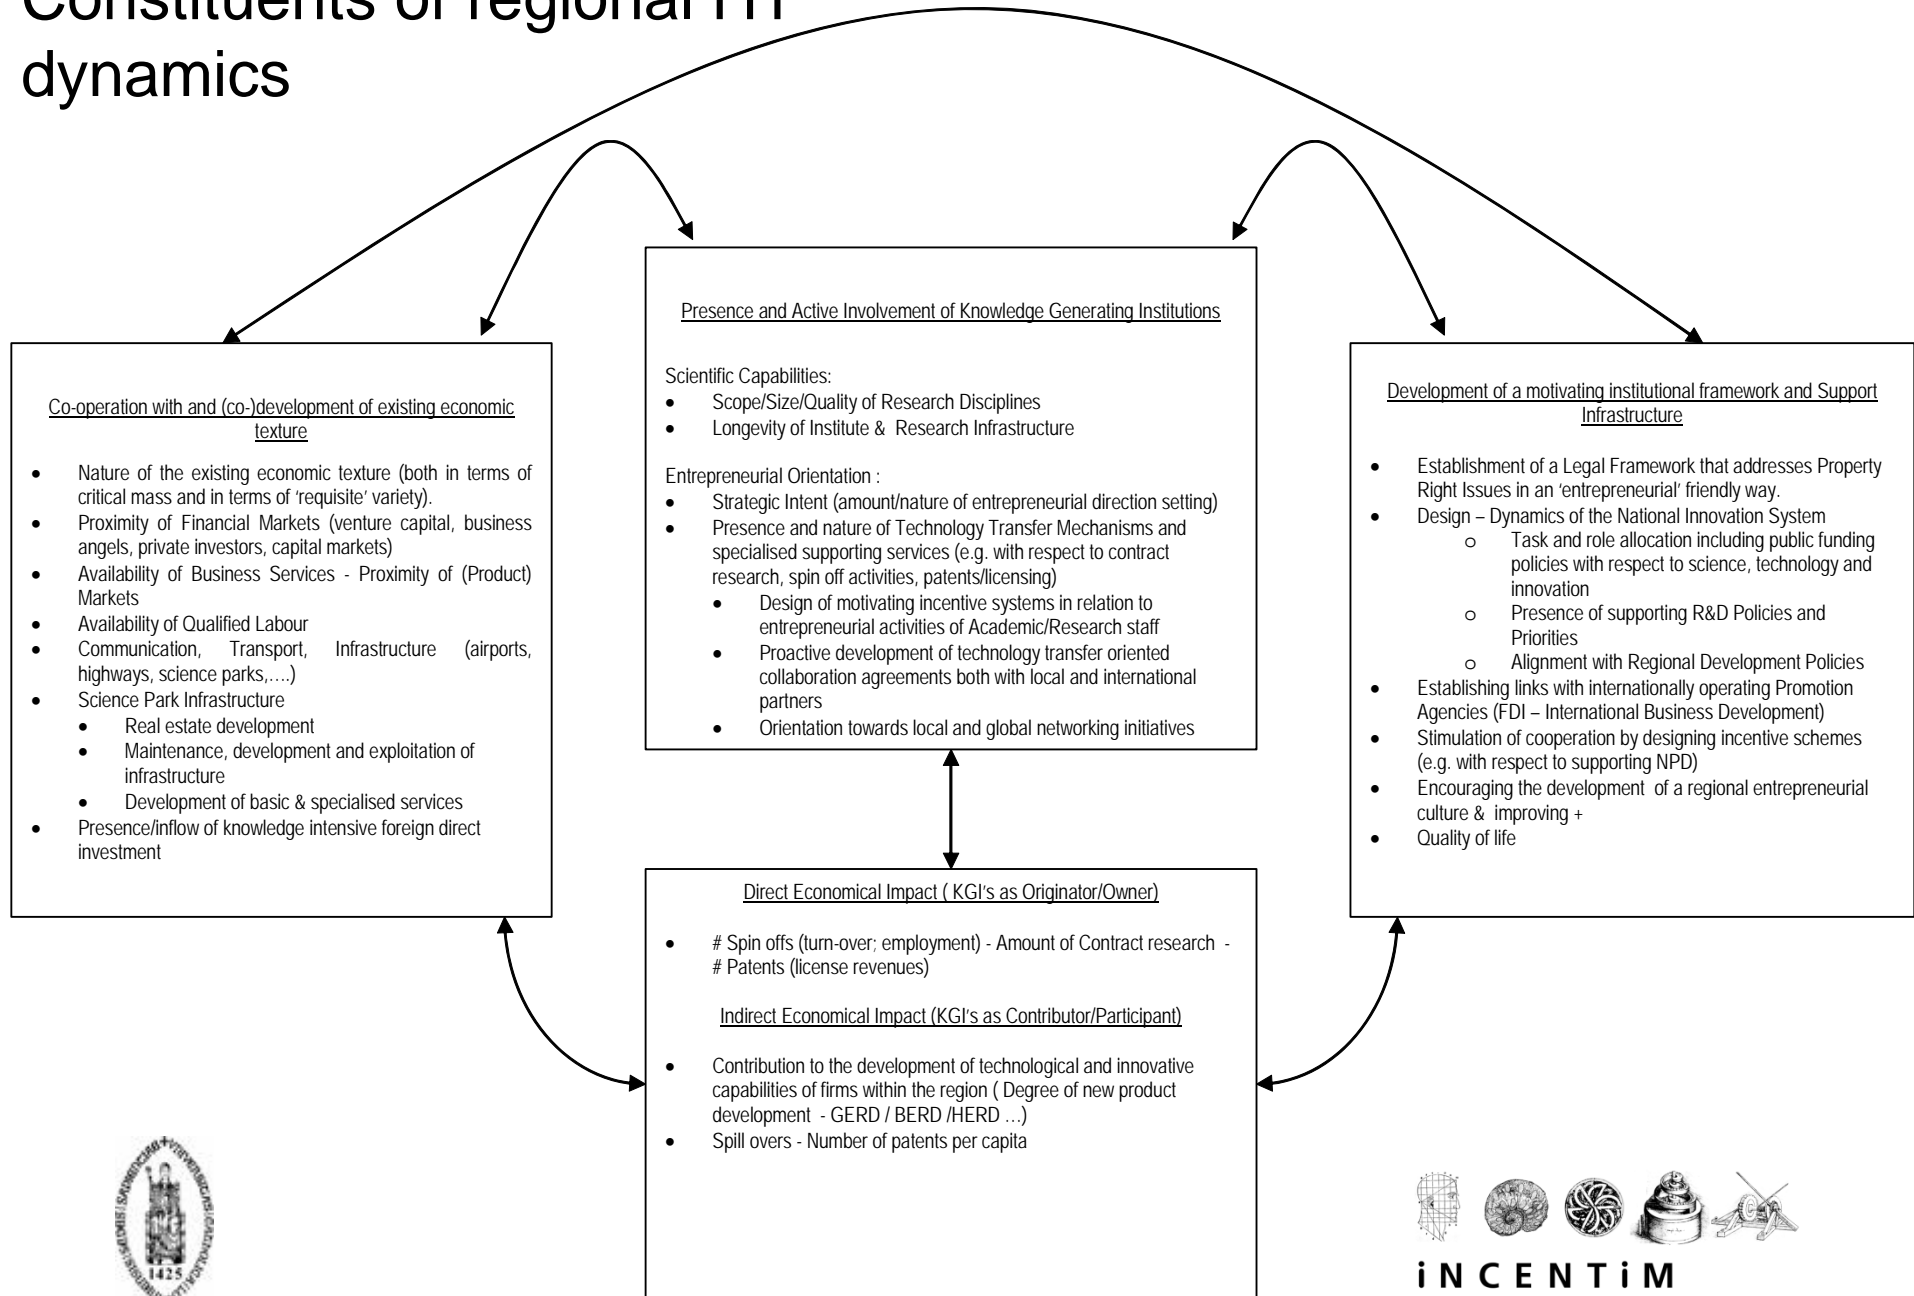 Constituents of regional HT
dynamics
Co-operation with and (co-)development of existing economic
texture
• Nature of the existing economic texture (both in terms of
critical mass and in terms of ‘requisite’ variety).
• Proximity of Financial Markets (venture capital, business
angels, private investors, capital markets)
• Availability of Business Services - Proximity of (Product)
Markets
• Availability of Qualified Labour
• Communication, Transport, Infrastructure (airports,
highways, science parks,….)
• Science Park Infrastructure
• Real estate development
• Maintenance, development and exploitation of
infrastructure
• Development of basic & specialised services
• Presence/inflow of knowledge intensive foreign direct
investment
Presence and Active Involvement of Knowledge Generating Institutions
Scientific Capabilities:
• Scope/Size/Quality of Research Disciplines
• Longevity of Institute & Research Infrastructure
Entrepreneurial Orientation :
• Strategic Intent (amount/nature of entrepreneurial direction setting)
• Presence and nature of Technology Transfer Mechanisms and
specialised supporting services (e.g. with respect to contract
research, spin off activities, patents/licensing)
• Design of motivating incentive systems in relation to
entrepreneurial activities of Academic/Research staff
• Proactive development of technology transfer oriented
collaboration agreements both with local and international
partners
• Orientation towards local and global networking initiatives
Development of a motivating institutional framework and Support
Infrastructure
• Establishment of a Legal Framework that addresses Property
Right Issues in an ‘entrepreneurial’ friendly way.
• Design – Dynamics of the National Innovation System
o Task and role allocation including public funding
policies with respect to science, technology and
innovation
o Presence of supporting R&D Policies and
Priorities
o Alignment with Regional Development Policies
• Establishing links with internationally operating Promotion
Agencies (FDI – International Business Development)
• Stimulation of cooperation by designing incentive schemes
(e.g. with respect to supporting NPD)
• Encouraging the development of a regional entrepreneurial
culture & improving +
• Quality of life
Direct Economical Impact ( KGI’s as Originator/Owner)
• # Spin offs (turn-over; employment) - Amount of Contract research -
# Patents (license revenues)
Indirect Economical Impact (KGI’s as Contributor/Participant)
• Contribution to the development of technological and innovative
capabilities of firms within the region ( Degree of new product
development - GERD / BERD /HERD …)
• Spill overs - Number of patents per capita
1425
iNCENTiM